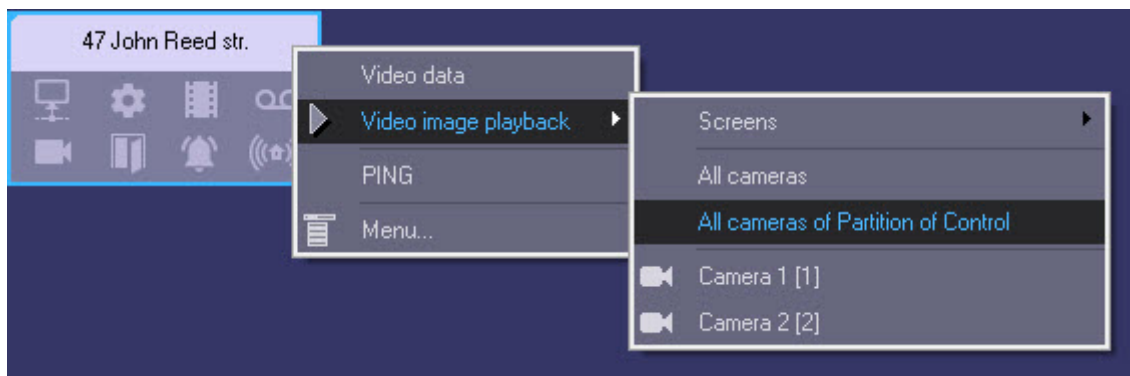 47 John Reed str.
Video data
Video image playback
PING
Menu...
Screens
All cameras
All cameras of Partition of Control
Camera 1 [1]
Camera 2 [2]